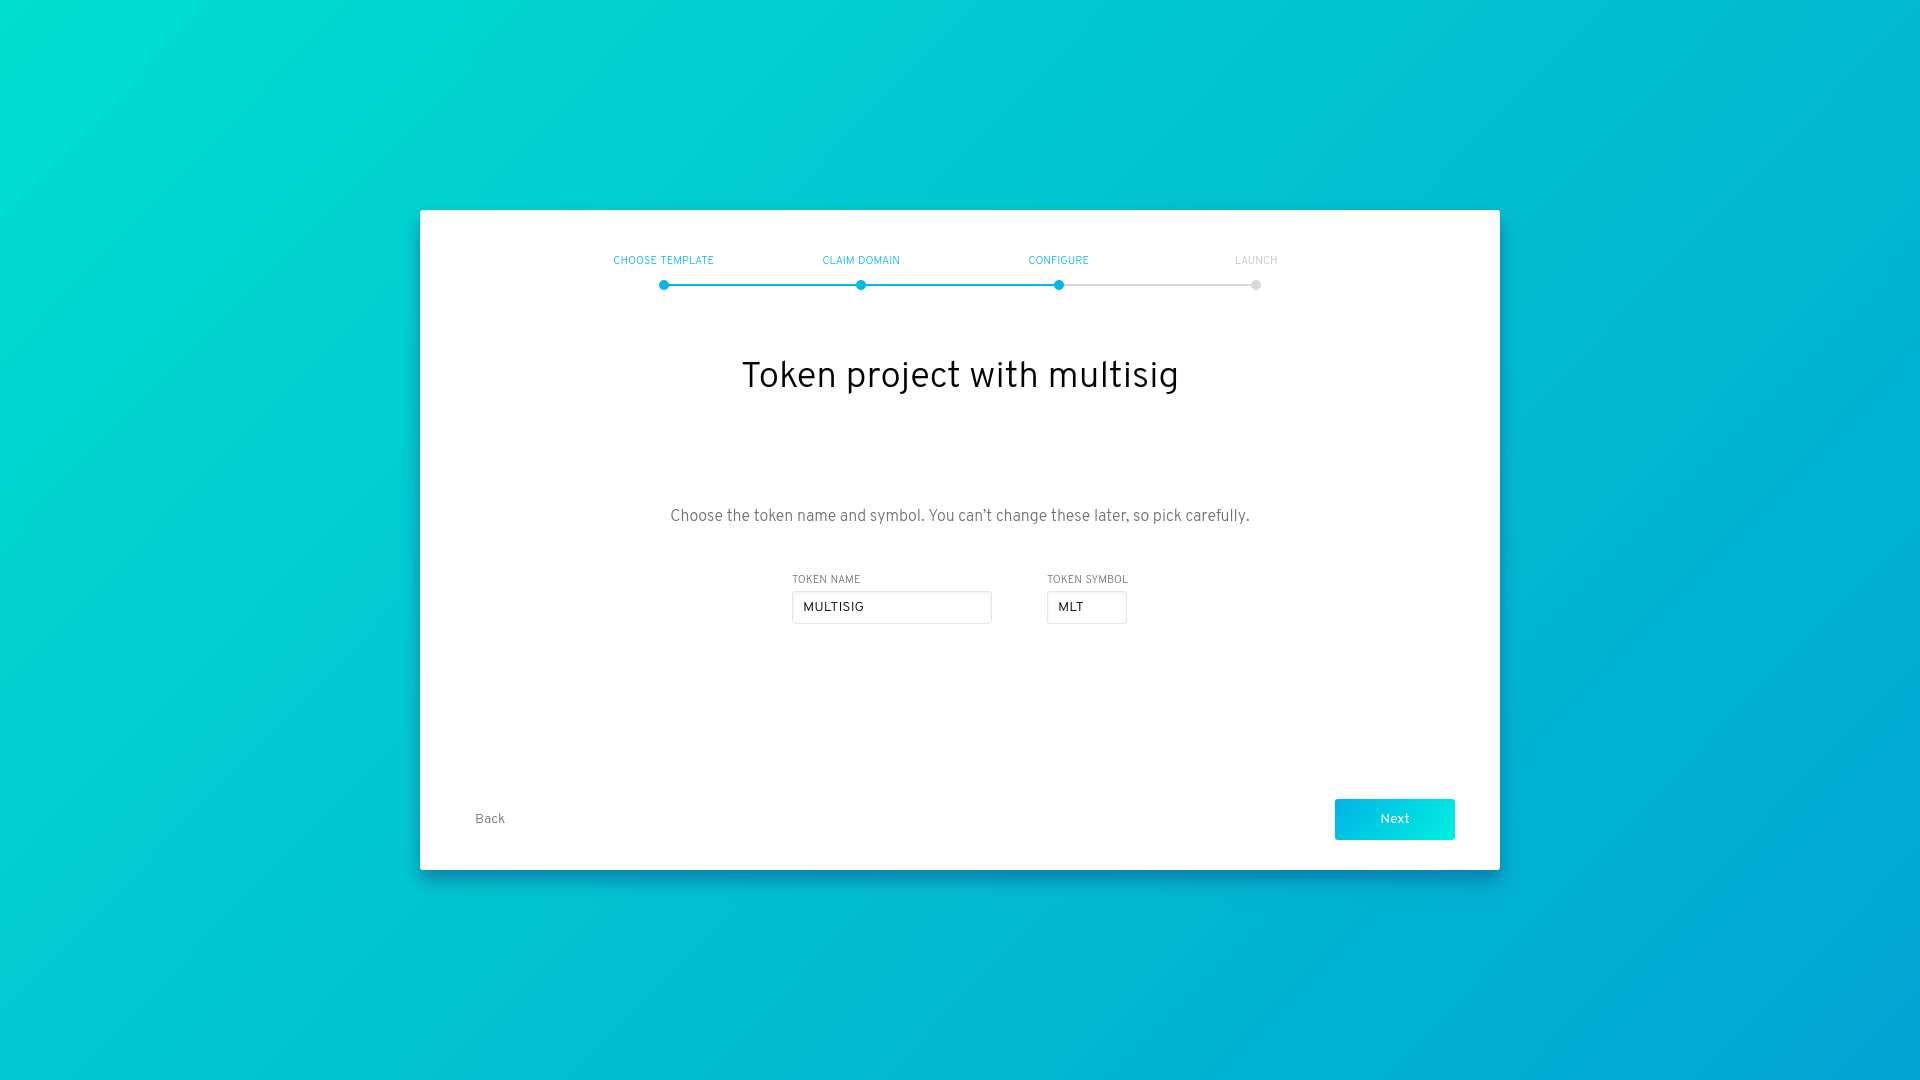 CHOOSE TEMPLATE CLAIM DOMAIN CONFIGURE LAUNCH
Token project with multisig
Choose the token name and symbol. You can’t change these later, so pick carefully.
TOKEN NAME TOKEN SYMBOL
MULTISIG MLT
Back Next